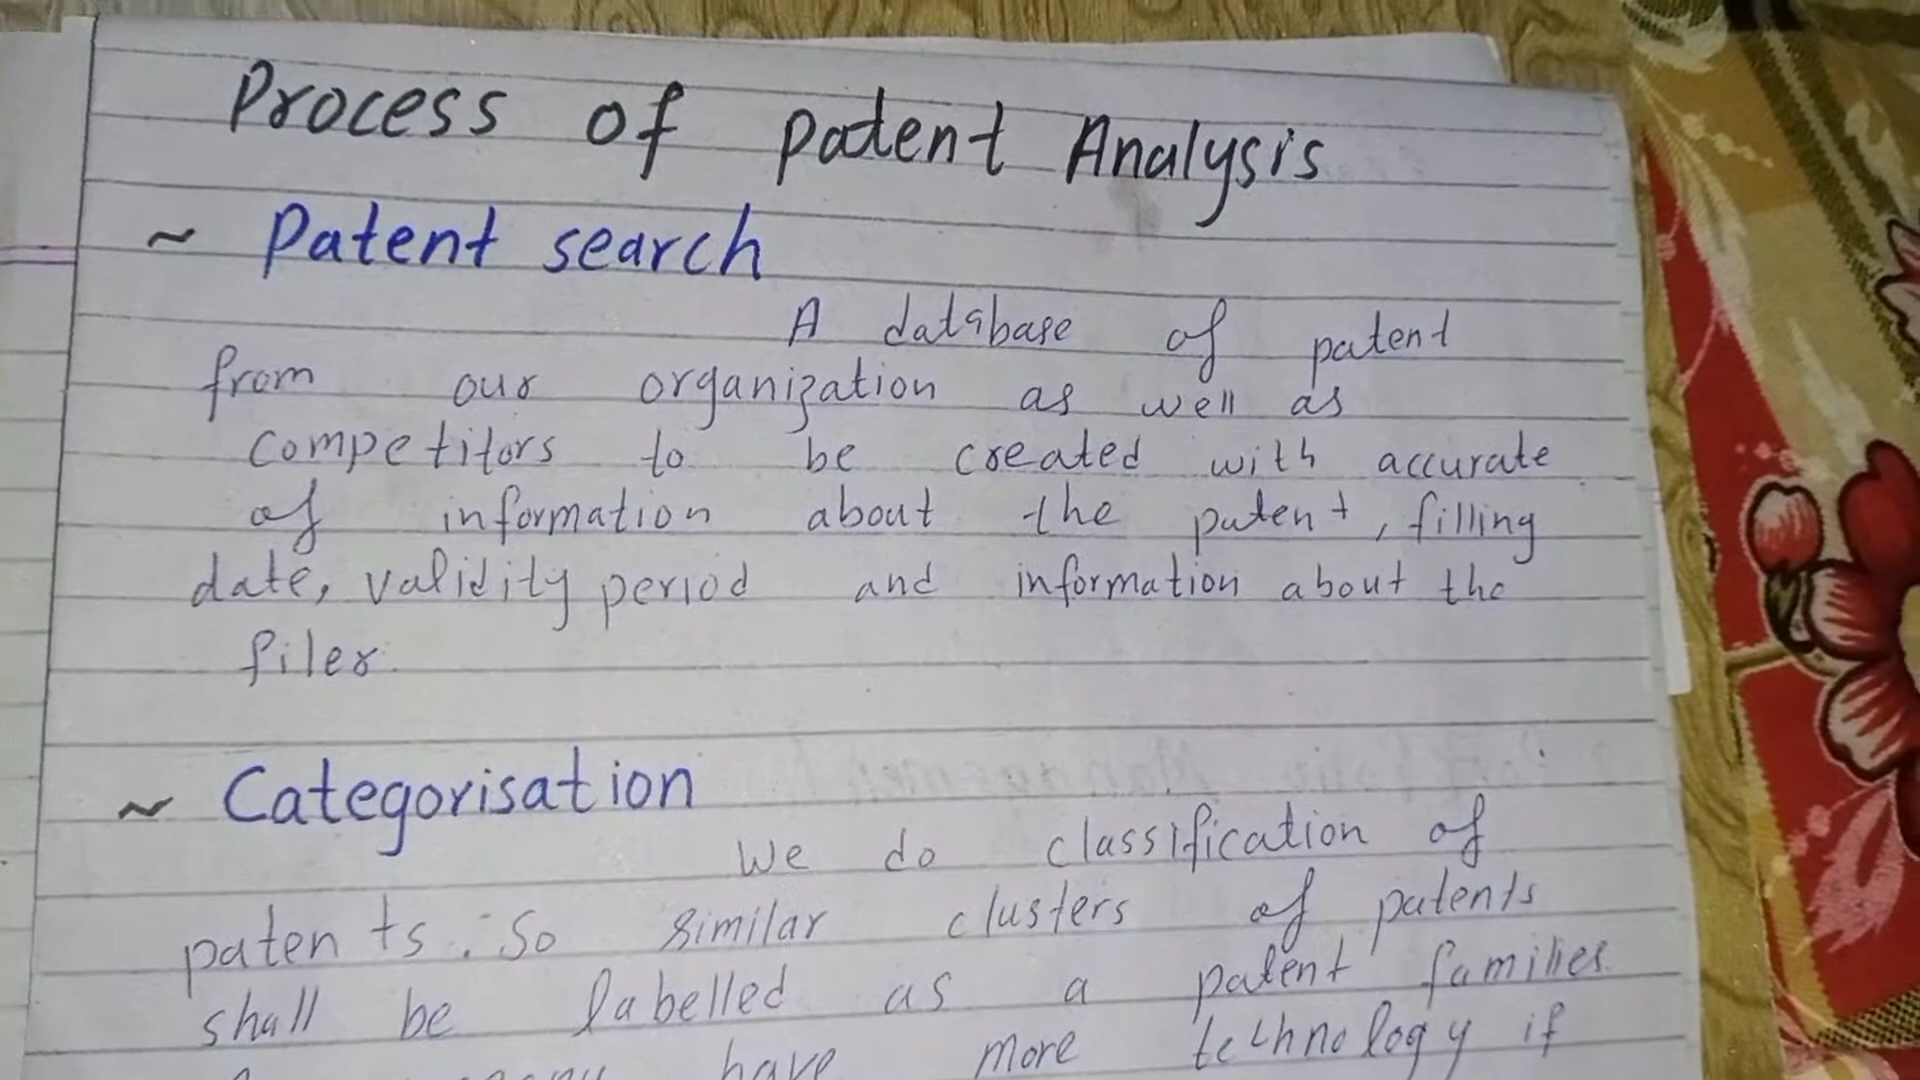 Process of patent Analysis
~ Patent search
A database of patent
from our organization as well as
competitors to be created with accurate
of information about the patent, filling
date, validity period and information about the
filer.
~ Categorisation
We do classification of
patents. So similar clusters of patents
shall be labelled as a patent families.
have more technology if